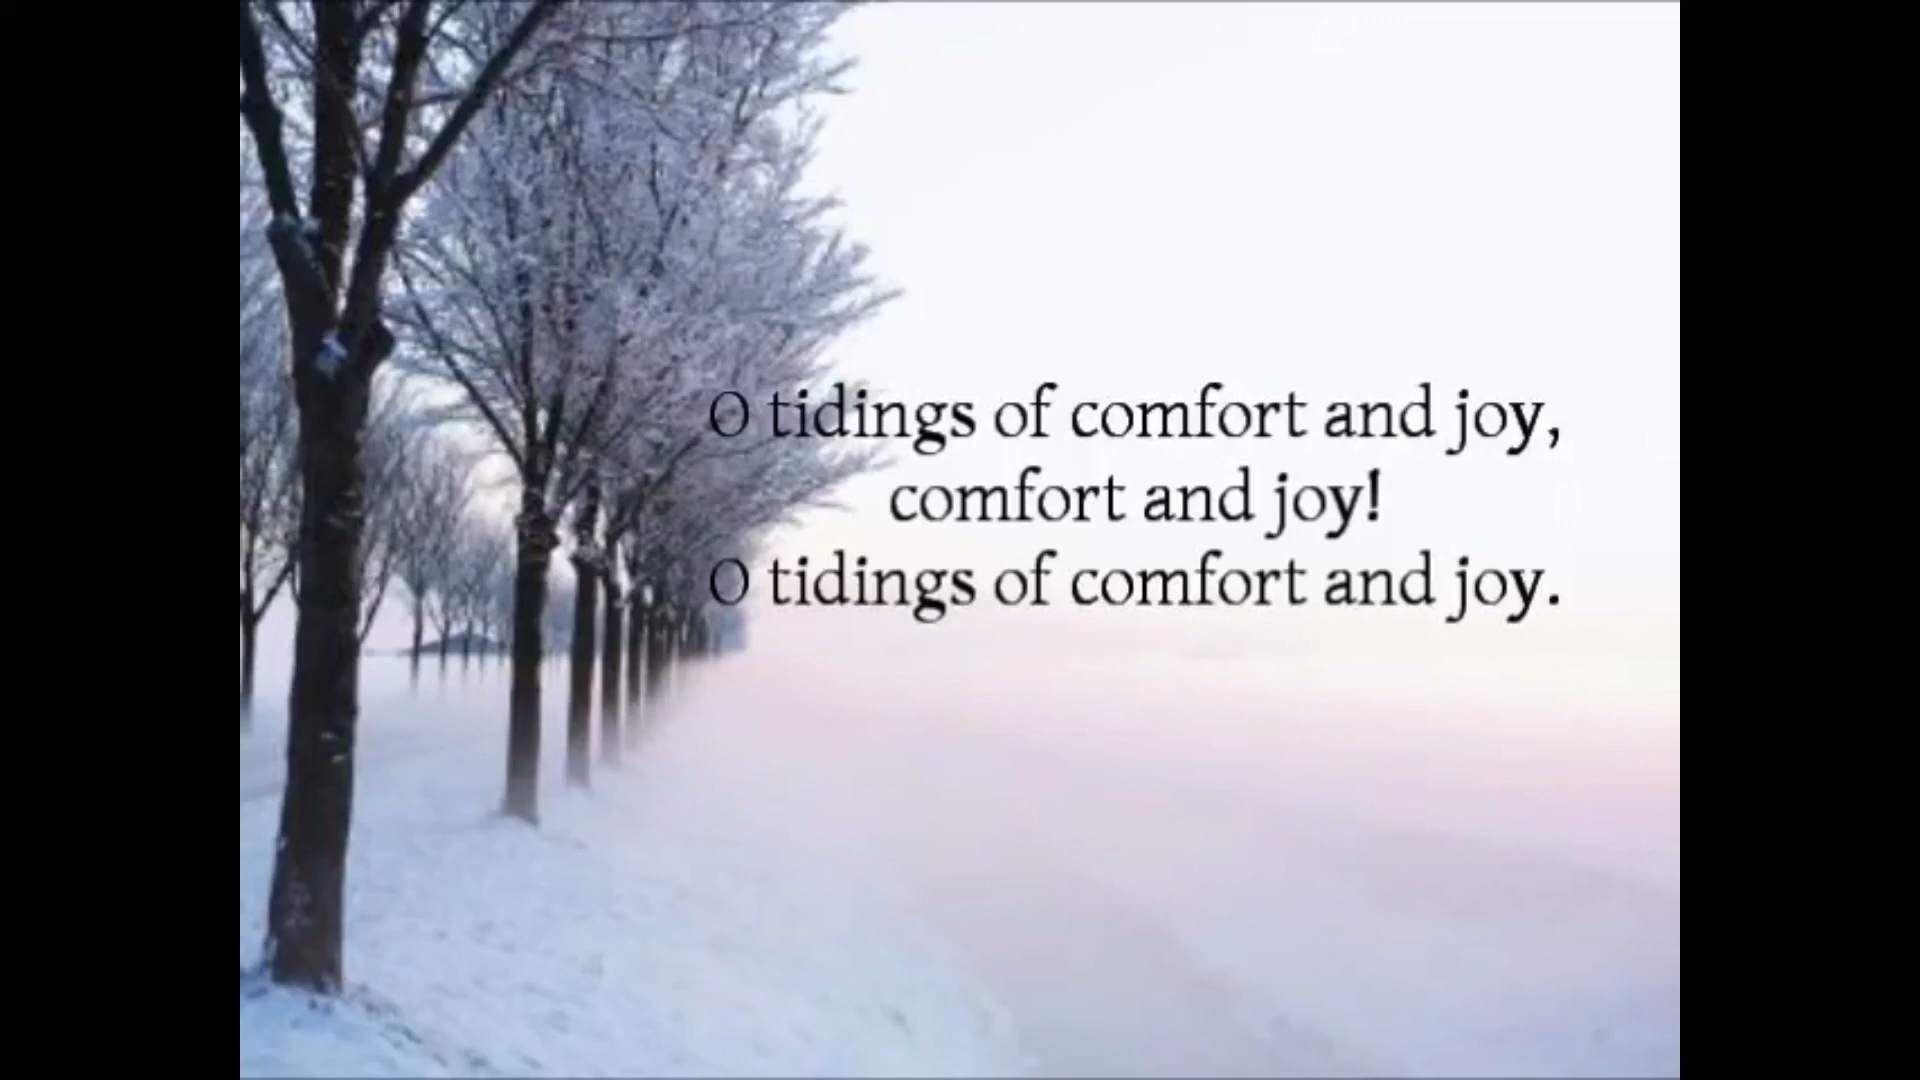 O tidings of comfort and joy,
comfort and joy!
O tidings of comfort and joy.